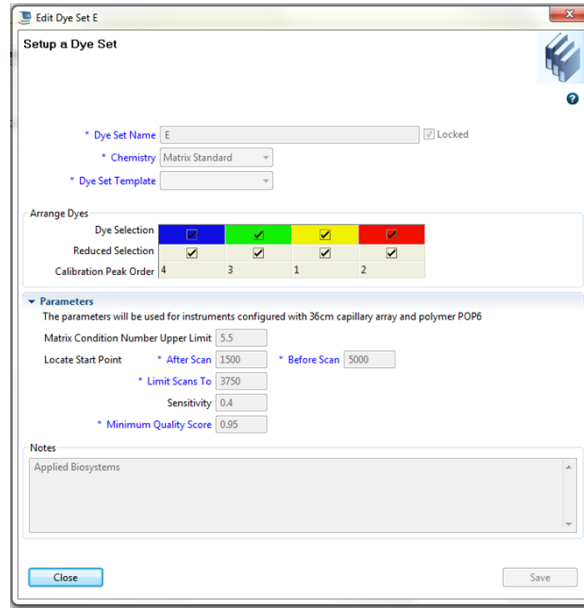 Edit Dye Set E
Setup a Dye Set
* Dye Set Name E Locked
* Chemistry Matrix Standard
* Dye Set Template
Arrange Dyes
Dye Selection
Reduced Selection
Calibration Peak Order 4 3 1 2
Parameters
The parameters will be used for instruments configured with 36cm capillary array and polymer POP6
Matrix Condition Number Upper Limit 5.5
Locate Start Point * After Scan 1500 * Before Scan 5000
* Limit Scans To 3750
Sensitivity 0.4
* Minimum Quality Score 0.95
Notes
Applied Biosystems
Close Save